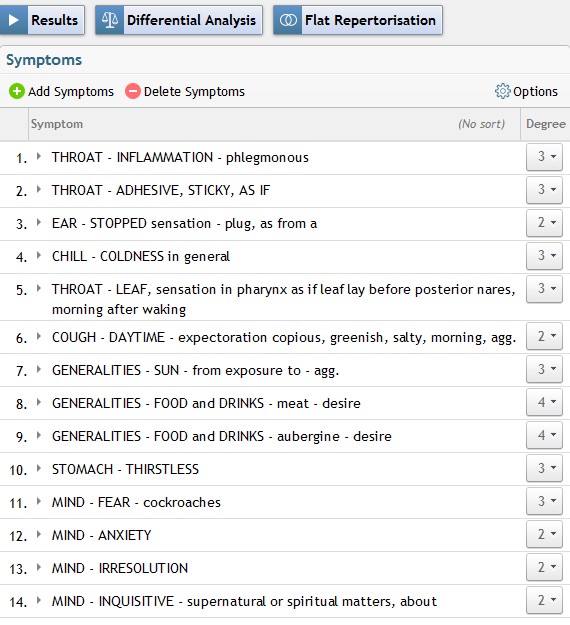 Results Differential Analysis Flat Repertorisation
Symptoms
Add Symptoms Delete Symptoms Options
Symptom (No sort) Degree
1. THROAT - INFLAMMATION - phlegmonous 3
2. THROAT - ADHESIVE, STICKY, AS IF 3
3. EAR - STOPPED sensation - plug, as from a 2
4. CHILL - COLDNESS in general 3
5. THROAT - LEAF, sensation in pharynx as if leaf lay before posterior nares, 3
morning after waking
6. COUGH - DAYTIME - expectoration copious, greenish, salty, morning, agg. 2
7. GENERALITIES - SUN - from exposure to - agg. 3
8. GENERALITIES - FOOD and DRINKS - meat - desire 4
9. GENERALITIES - FOOD and DRINKS - aubergine - desire 4
10. STOMACH - THIRSTLESS 3
11. MIND - FEAR - cockroaches 3
12. MIND - ANXIETY 2
13. MIND - IRRESOLUTION 2
14. MIND - INQUISITIVE - supernatural or spiritual matters, about 2